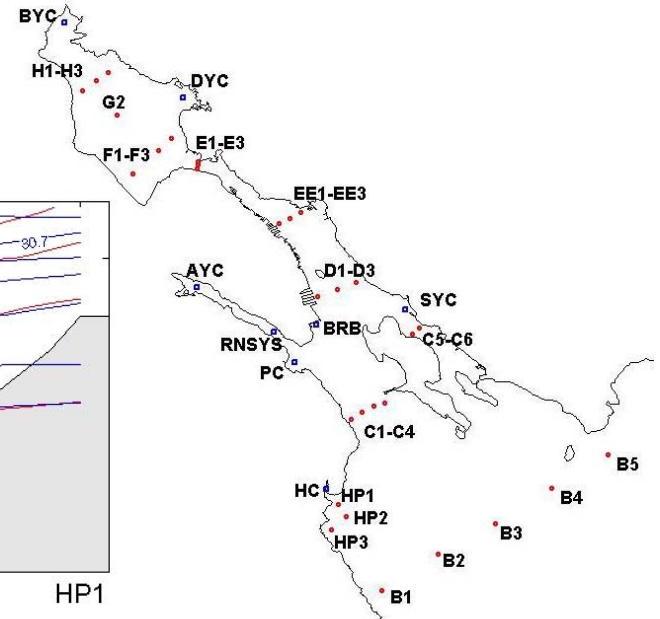 BYC
H1-H3
DYC
G2
E1-E3
F1-F3
EE1-EE3
30.7
AYC
D1-D3
SYC
RNSYS
BRB
C5-C6
PC
C1-C4
B5
HC
HP1
B4
HP2
B3
HP3
B2
HP1
B1